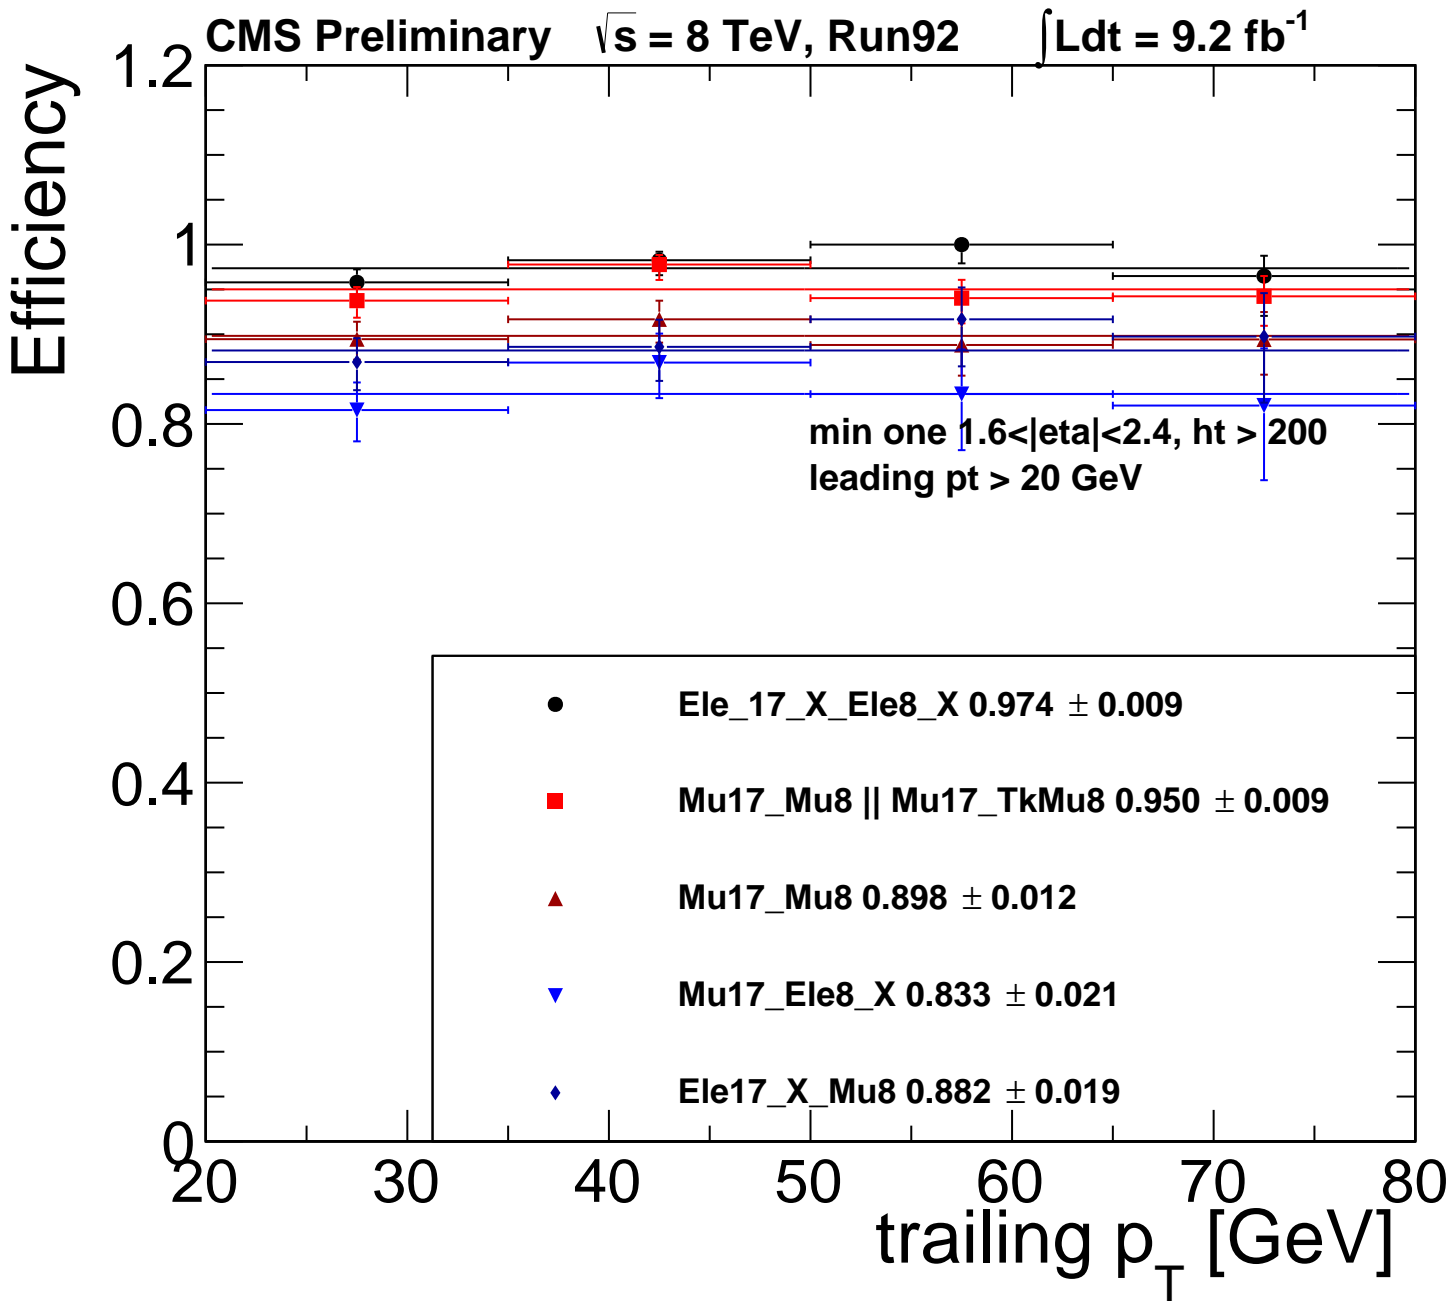 CMS Preliminary √s = 8 TeV, Run92 ∫Ldt = 9.2 fb⁻¹
Efficiency
1.2
1
0.8
0.6
0.4
0.2
0
min one 1.6<|eta|<2.4, ht > 200
leading pt > 20 GeV
Ele_17_X_Ele8_X 0.974 ± 0.009
Mu17_Mu8 || Mu17_TkMu8 0.950 ± 0.009
Mu17_Mu8 0.898 ± 0.012
Mu17_Ele8_X 0.833 ± 0.021
Ele17_X_Mu8 0.882 ± 0.019
20 30 40 50 60 70 80
trailing p_T [GeV]